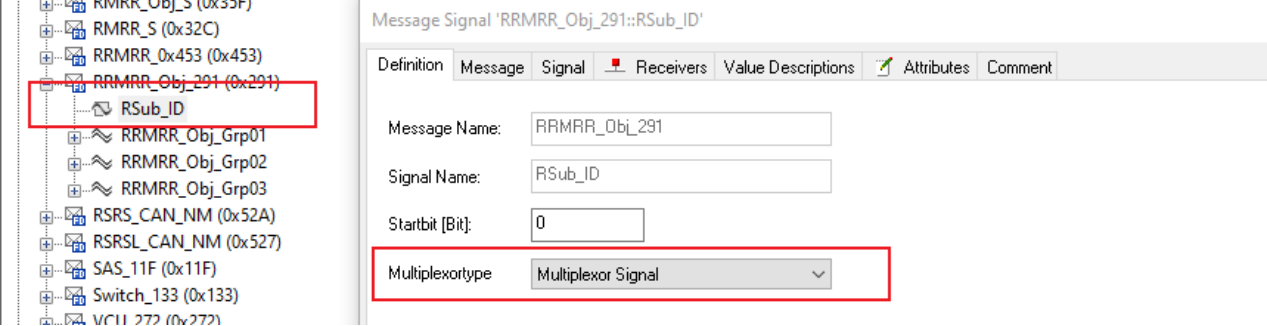 RMRR_Obj_S (0x35F)
RMRR_S (0x32C)
RRMRR_0x453 (0x453)
RRMRR_Obj_291 (0x291)
RSub_ID
RRMRR_Obj_Grp01
RRMRR_Obj_Grp02
RRMRR_Obj_Grp03
RSRS_CAN_NM (0x52A)
RSRSL_CAN_NM (0x527)
SAS_11F (0x11F)
Switch_133 (0x133)
VCU_272 (0x272)
Message Signal 'RRMRR_Obj_291::RSub_ID'
Definition Message Signal Receivers Value Descriptions Attributes Comment
Message Name: RRMRR_Obj_291
Signal Name: RSub_ID
Startbit [Bit]: 0
Multiplexortype Multiplexor Signal